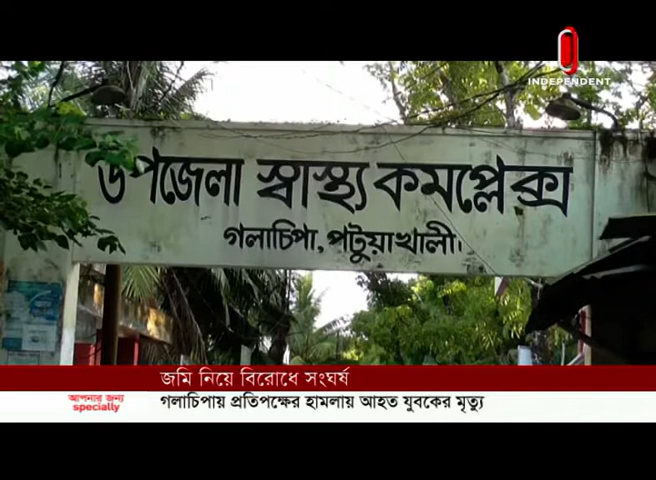 INDEPENDENT
উপজেলা স্বাস্থ্য কমপ্লেক্স
গলাচিপা, পটুয়াখালী।
জমি নিয়ে বিরোধে সংঘর্ষ
আপনার জন্য
specially
গলাচিপায় প্রতিপক্ষের হামলায় আহত যুবকের মৃত্যু